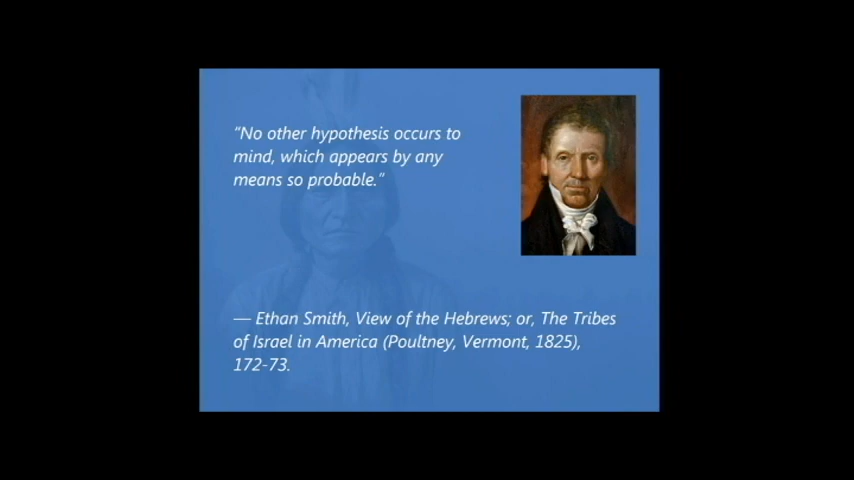 “No other hypothesis occurs to
mind, which appears by any
means so probable.”
— Ethan Smith, View of the Hebrews; or, The Tribes
of Israel in America (Poultney, Vermont, 1825),
172-73.